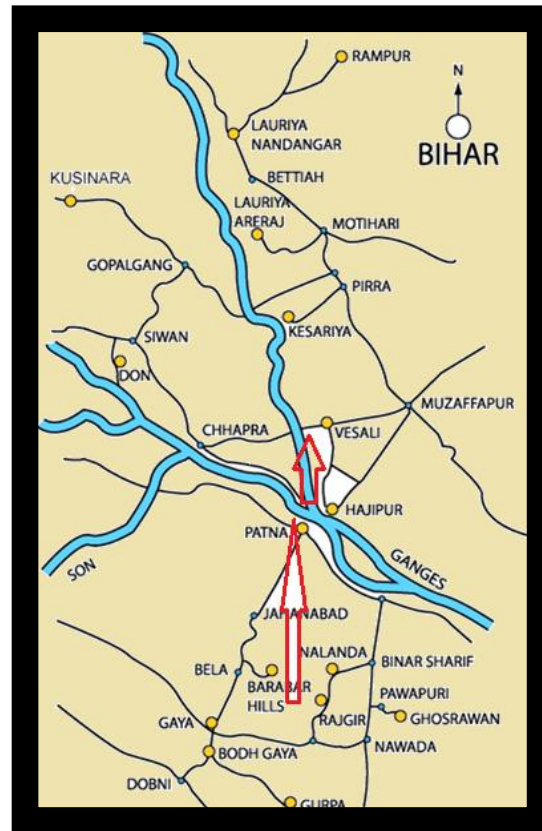 RAMPUR
N
LAURIYA
NANDANGAR
BIHAR
BETTIAH
KUSINARA
LAURIYA
ARERAJ
MOTIHARI
GOPALGANG
PIRRA
KESARIYA
SIWAN
DON
MUZAFFAPUR
CHHAPRA
VESALI
HAJIPUR
PATNA
SON
GANGES
JAHANABAD
NALANDA
BINAR SHARIF
BELA
BARABAR
HILLS
PAWAPURI
RAJGIR
GHOSRAWAN
GAYA
NAWADA
BODH GAYA
DOBNI
GURPA